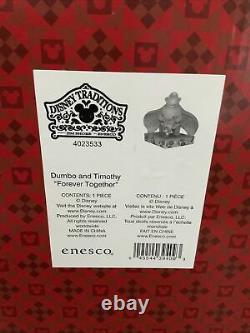 DISNEY TRADITIONS
JIM SHORE
ENESCO
4023533
Dumbo and Timothy
"Forever Together"
CONTENTS: 1 PIECE
© Disney
Visit the Disney website at
www.Disney.com
Produced by Enesco, LLC.
All rights reserved
worldwide
MADE IN CHINA
www.Enesco.com
CONTENU: 1 PIÈCE
© Disney
Visitez le site Web de Disney à
www.Disney.com
Produit par Enesco, LLC.
Tous droits réservés à l'échelle
mondiale
FAIT EN CHINE
www.Enesco.com
enesco.